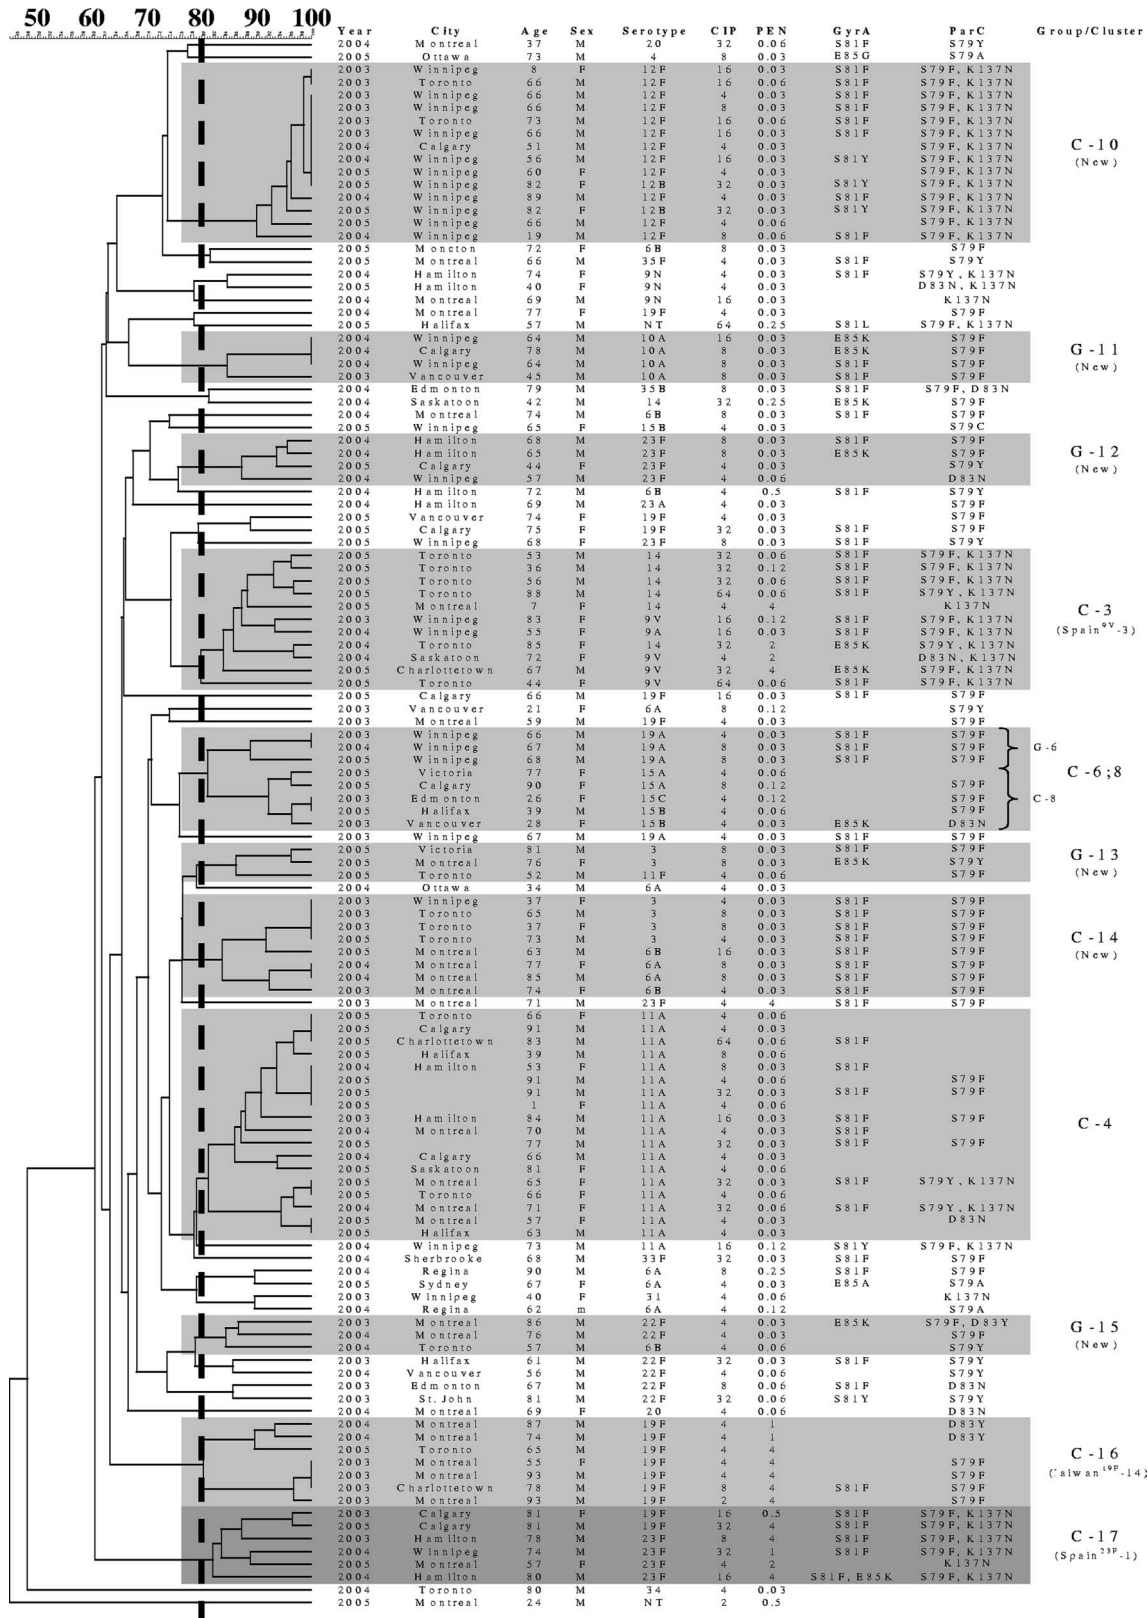 50 60 70 80 90 100
Year City Age Sex Serotype CIP PEN GyrA ParC Group/Cluster
2004 Montreal 37 M 20 32 0.06 S81F S79Y
2005 Ottawa 73 M 4 8 0.03 E85G S79A
2003 Winnipeg 8 F 12F 16 0.03 S81F S79F, K137N
2003 Toronto 66 M 12F 16 0.06 S81F S79F, K137N
2003 Winnipeg 66 M 12F 4 0.03 S81F S79F, K137N
2003 Winnipeg 66 M 12F 8 0.03 S81F S79F, K137N
2003 Toronto 73 M 12F 16 0.06 S81F S79F, K137N
2003 Winnipeg 66 M 12F 16 0.03 S81F S79F, K137N
2004 Calgary 51 M 12F 4 0.03 S79F, K137N C-10
2004 Winnipeg 56 M 12F 16 0.03 S81Y S79F, K137N (New)
2005 Winnipeg 60 F 12F 4 0.03 S79F, K137N
2005 Winnipeg 82 F 12B 32 0.03 S81Y S79F, K137N
2004 Winnipeg 89 M 12F 4 0.03 S81F S79F, K137N
2005 Winnipeg 82 F 12B 32 0.03 S81Y S79F, K137N
2005 Winnipeg 66 M 12F 4 0.06 S79F, K137N
2004 Winnipeg 19 M 12F 8 0.06 S81F S79F, K137N
2005 Moncton 72 F 6B 8 0.03 S79F
2005 Montreal 66 M 35F 4 0.03 S81F S79Y
2004 Hamilton 74 F 9N 4 0.03 S81F S79Y, K137N
2005 Hamilton 40 F 9N 4 0.03 D83N, K137N
2004 Montreal 69 M 9N 16 0.03 K137N
2004 Montreal 77 F 19F 4 0.03 S79F
2005 Halifax 57 M NT 64 0.25 S81L S79F, K137N
2004 Winnipeg 64 M 10A 16 0.03 E85K S79F
2004 Calgary 78 M 10A 8 0.03 E85K S79F G-11
2004 Winnipeg 64 M 10A 8 0.03 S81F S79F (New)
2003 Vancouver 45 M 10A 8 0.03 S81F S79F
2004 Edmonton 79 M 35B 8 0.03 S81F S79F, D83N
2004 Saskatoon 42 M 14 32 0.25 E85K S79F
2004 Montreal 74 M 6B 8 0.03 S81F S79F
2005 Winnipeg 65 F 15B 4 0.03 S79C
2004 Hamilton 68 M 23F 8 0.03 S81F S79F
2004 Hamilton 65 M 23F 8 0.03 E85K S79F G-12
2005 Calgary 44 F 23F 4 0.03 S79Y (New)
2004 Winnipeg 57 M 23F 4 0.06 D83N
2004 Hamilton 72 M 6B 4 0.5 S81F S79Y
2004 Hamilton 69 M 23A 4 0.03 S79F
2005 Vancouver 74 F 19F 4 0.03 S79F
2005 Calgary 75 F 19F 32 0.03 S81F S79F
2005 Winnipeg 68 F 23F 8 0.03 S81F S79Y
2005 Toronto 53 M 14 32 0.06 S81F S79F, K137N
2005 Toronto 36 M 14 32 0.12 S81F S79F, K137N
2005 Toronto 56 M 14 32 0.06 S81F S79F, K137N
2005 Toronto 88 M 14 64 0.06 S81F S79Y, K137N
2005 Montreal 7 F 14 4 4 K137N C-3
2004 Winnipeg 83 F 9V 16 0.12 S81F S79F, K137N
2004 Winnipeg 55 F 9A 16 0.03 S81F S79F, K137N (Spain9V-3)
2004 Toronto 85 F 14 32 2 E85K S79Y, K137N
2004 Saskatoon 72 F 9V 4 2 D83N, K137N
2005 Charlottetown 67 M 9V 32 4 E85K S79F, K137N
2005 Toronto 44 F 9V 64 0.06 S81F S79F, K137N
2005 Calgary 66 M 19F 16 0.03 S81F S79F
2003 Vancouver 21 F 6A 8 0.12 S79Y
2003 Montreal 59 M 19F 4 0.03 S79F
2003 Winnipeg 66 M 19A 4 0.03 S81F S79F
2004 Winnipeg 67 M 19A 8 0.03 S81F S79F G-6
2005 Winnipeg 68 M 19A 8 0.03 S81F S79F
2005 Victoria 77 F 15A 4 0.06 C-6;8
2005 Calgary 90 F 15A 8 0.12 S79F
2003 Edmonton 26 F 15C 4 0.12 S79F C-8
2005 Halifax 39 M 15B 4 0.06 S79F
2003 Vancouver 28 F 15B 4 0.03 E85K D83N
2003 Winnipeg 67 M 19A 4 0.03 S81F S79F
2005 Victoria 81 M 3 8 0.03 S81F S79F
2005 Montreal 76 F 3 8 0.03 E85K S79Y G-13
2005 Toronto 52 M 11F 4 0.06 S79F (New)
2004 Ottawa 34 M 6A 4 0.03
2003 Winnipeg 37 F 3 4 0.03 S81F S79F
2003 Toronto 65 M 3 8 0.03 S81F S79F
2003 Toronto 37 F 3 8 0.03 S81F S79F
2003 Toronto 73 M 3 4 0.03 S81F S79F C-14
2005 Montreal 63 M 6B 16 0.03 S81F S79F (New)
2004 Montreal 77 F 6A 8 0.03 S81F S79F
2004 Montreal 85 M 6A 8 0.03 S81F S79F
2003 Montreal 74 F 6B 4 0.03 S81F S79F
2003 Montreal 71 M 23F 4 4 S81F S79F
2005 Toronto 66 F 11A 4 0.06
2005 Calgary 91 M 11A 4 0.03
2005 Charlottetown 83 M 11A 64 0.06 S81F
2005 Halifax 39 M 11A 8 0.06
2004 Hamilton 53 F 11A 8 0.03 S81F
2005 91 M 11A 4 0.06 S79F
2005 91 M 11A 32 0.03 S81F S79F
2005 1 F 11A 4 0.06
2003 Hamilton 84 M 11A 16 0.03 S81F S79F C-4
2004 Montreal 70 M 11A 4 0.03 S81F
2005 77 M 11A 32 0.03 S81F S79F
2004 Calgary 66 M 11A 4 0.03
2005 Saskatoon 81 F 11A 4 0.06
2005 Montreal 65 F 11A 32 0.03 S81F S79Y, K137N
2005 Toronto 66 F 11A 4 0.06
2004 Montreal 71 F 11A 32 0.06 S81F S79Y, K137N
2005 Montreal 57 F 11A 4 0.03 D83N
2005 Halifax 63 M 11A 4 0.03
2004 Winnipeg 73 M 11A 16 0.12 S81Y S79F, K137N
2004 Sherbrooke 68 M 33F 32 0.03 S81F S79F
2004 Regina 90 M 6A 8 0.25 S81F S79F
2005 Sydney 67 F 6A 4 0.03 E85A S79A
2003 Winnipeg 40 F 31 4 0.06 K137N
2004 Regina 62 m 6A 4 0.12 S79A
2003 Montreal 86 M 22F 4 0.03 E85K S79F, D83Y G-15
2004 Montreal 76 M 22F 4 0.06 S79F (New)
2004 Toronto 57 M 6B 4 0.06 S79Y
2003 Halifax 61 M 22F 32 0.03 S81F S79Y
2004 Vancouver 56 M 22F 4 0.06 S79Y
2003 Edmonton 67 M 22F 8 0.06 S81F D83N
2003 St. John 81 M 22F 32 0.06 S81Y S79Y
2004 Montreal 69 F 20 4 0.06 D83N
2004 Montreal 87 M 19F 4 1 D83Y
2004 Montreal 74 M 19F 4 1 D83Y
2005 Toronto 65 M 19F 4 4 C-16
2003 Montreal 55 F 19F 4 4 S79F
2003 Montreal 93 M 19F 4 4 S79F (Taiwan19F-14)
2003 Charlottetown 78 M 19F 8 4 S81F S79F
2003 Montreal 93 M 19F 2 4 S79F
2003 Calgary 81 F 19F 16 0.5 S81F S79F, K137N
2005 Calgary 81 M 19F 32 4 S81F S79F, K137N
2003 Hamilton 78 M 23F 8 4 S81F S79F, K137N C-17
2004 Winnipeg 74 M 23F 32 1 S81F S79F, K137N (Spain23F-1)
2005 Montreal 57 F 23F 4 2 K137N
2004 Hamilton 80 M 23F 16 4 S81F, E85K S79F, K137N
2004 Toronto 80 M 34 4 0.03
2005 Montreal 24 M NT 2 0.5